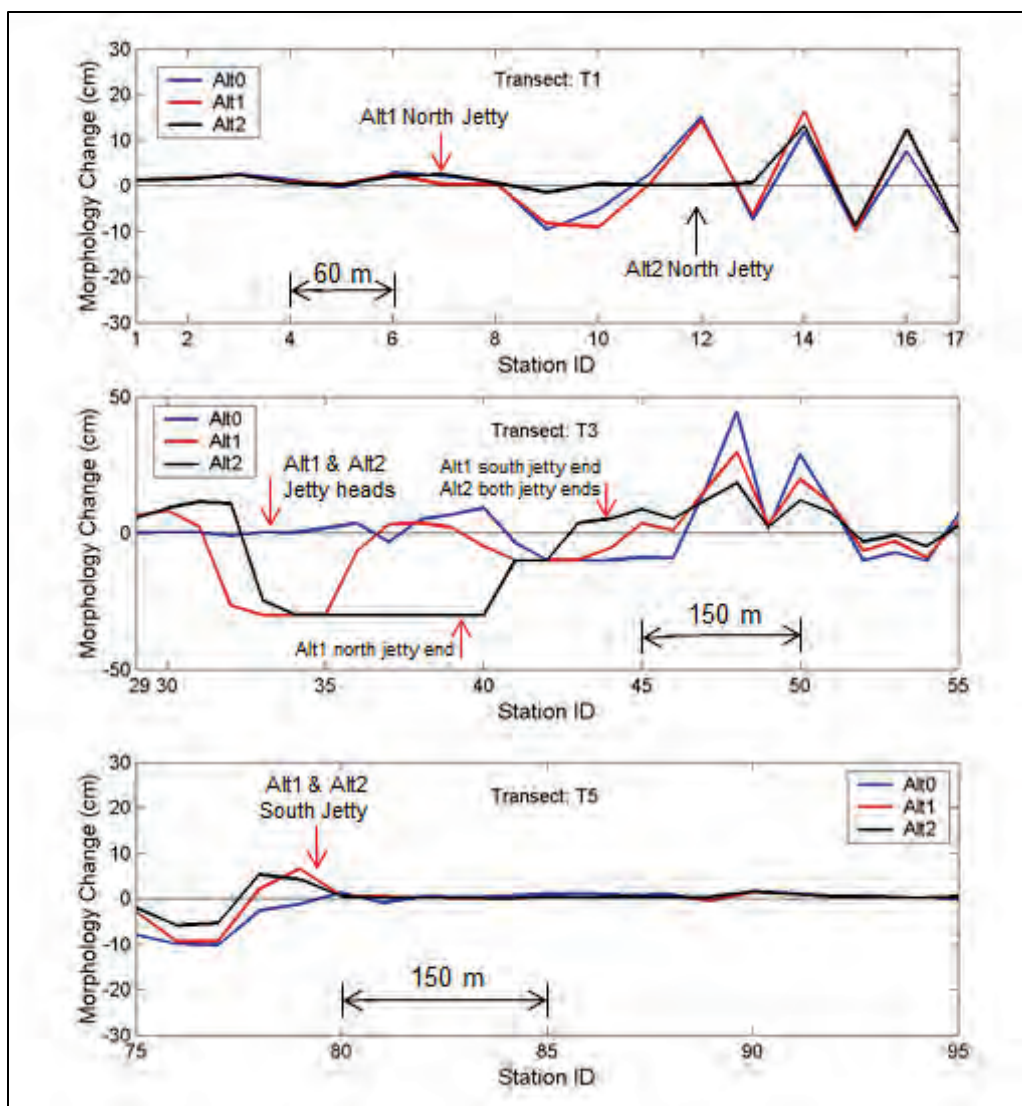 30
20
10
0
-10
-20
-30
Morphology Change (cm)
Alt0
Alt1
Alt2
Transect: T1
Alt1 North Jetty
Alt2 North Jetty
60 m
1 2 4 6 8 10 12 14 16 17
Station ID
50
0
-50
Morphology Change (cm)
Alt0
Alt1
Alt2
Transect: T3
Alt1 & Alt2
Jetty heads
Alt1 south jetty end
Alt2 both jetty ends
Alt1 north jetty end
150 m
29 30 35 40 45 50 55
Station ID
30
20
10
0
-10
-20
-30
Morphology Change (cm)
Alt1 & Alt2
South Jetty
Transect: T5
Alt0
Alt1
Alt2
150 m
75 80 85 90 95
Station ID